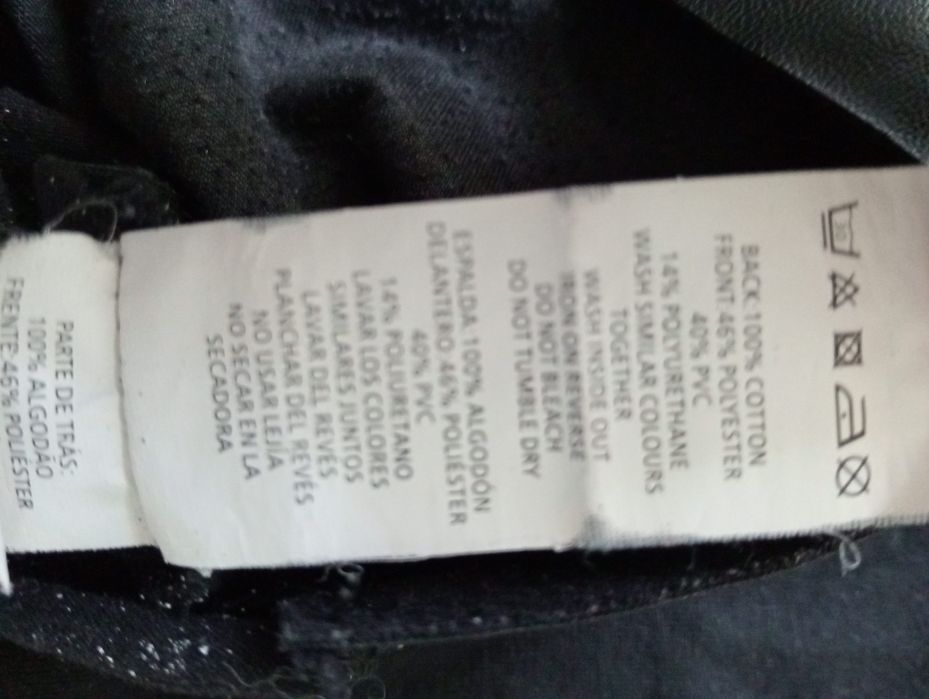 30
BACK: 100% COTTON
FRONT: 46% POLYESTER
40% PVC
14% POLYURETHANE
WASH SIMILAR COLOURS
TOGETHER
WASH INSIDE OUT
IRON ON REVERSE
DO NOT BLEACH
DO NOT TUMBLE DRY
ESPALDA 100% ALGODÓN
DELANTERO: 46% POLIÉSTER
40% PVC
14% POLIURETANO
LAVAR LOS COLORES
SIMILARES JUNTOS
LAVAR DEL REVÉS
PLANCHAR DEL REVÉS
NO USAR LEJÍA
NO SECAR EN LA
SECADORA
PARTE DE TRÁS:
100% ALGODÃO
FRENTE: 46% POLIÉSTER